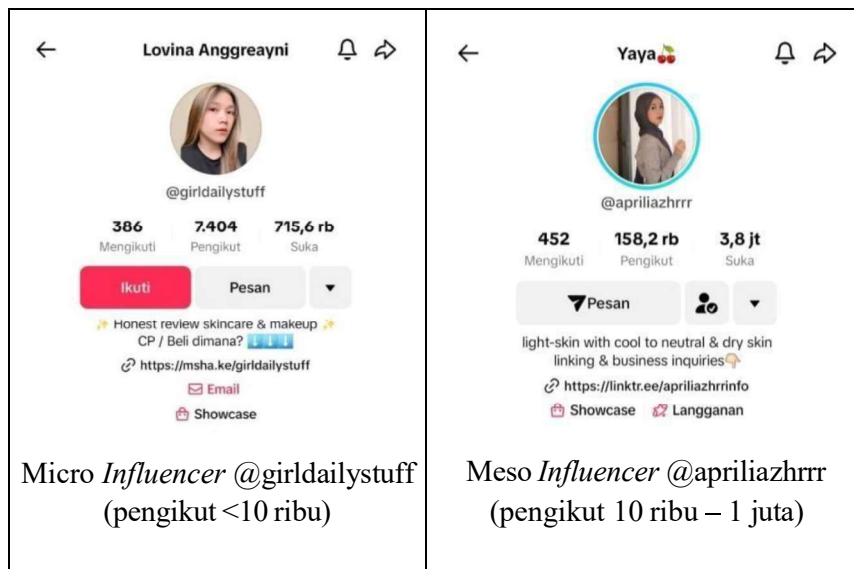 Lovina Anggreayni
@girldailystuff
386 7.404 715,6 rb
Mengikuti Pengikut Suka
Ikuti Pesan
✨ Honest review skincare & makeup ✨
CP / Beli dimana? ⬇️⬇️⬇️
https://msha.ke/girldailystuff
Email
Showcase
Micro Influencer @girldailystuff
(pengikut <10 ribu)
Yaya🍒
@apriliazhrrr
452 158,2 rb 3,8 jt
Mengikuti Pengikut Suka
Pesan
light-skin with cool to neutral & dry skin
linking & business inquiries👇🏻
https://linktr.ee/apriliazhrrinfo
Showcase Langganan
Meso Influencer @apriliazhrrr
(pengikut 10 ribu – 1 juta)